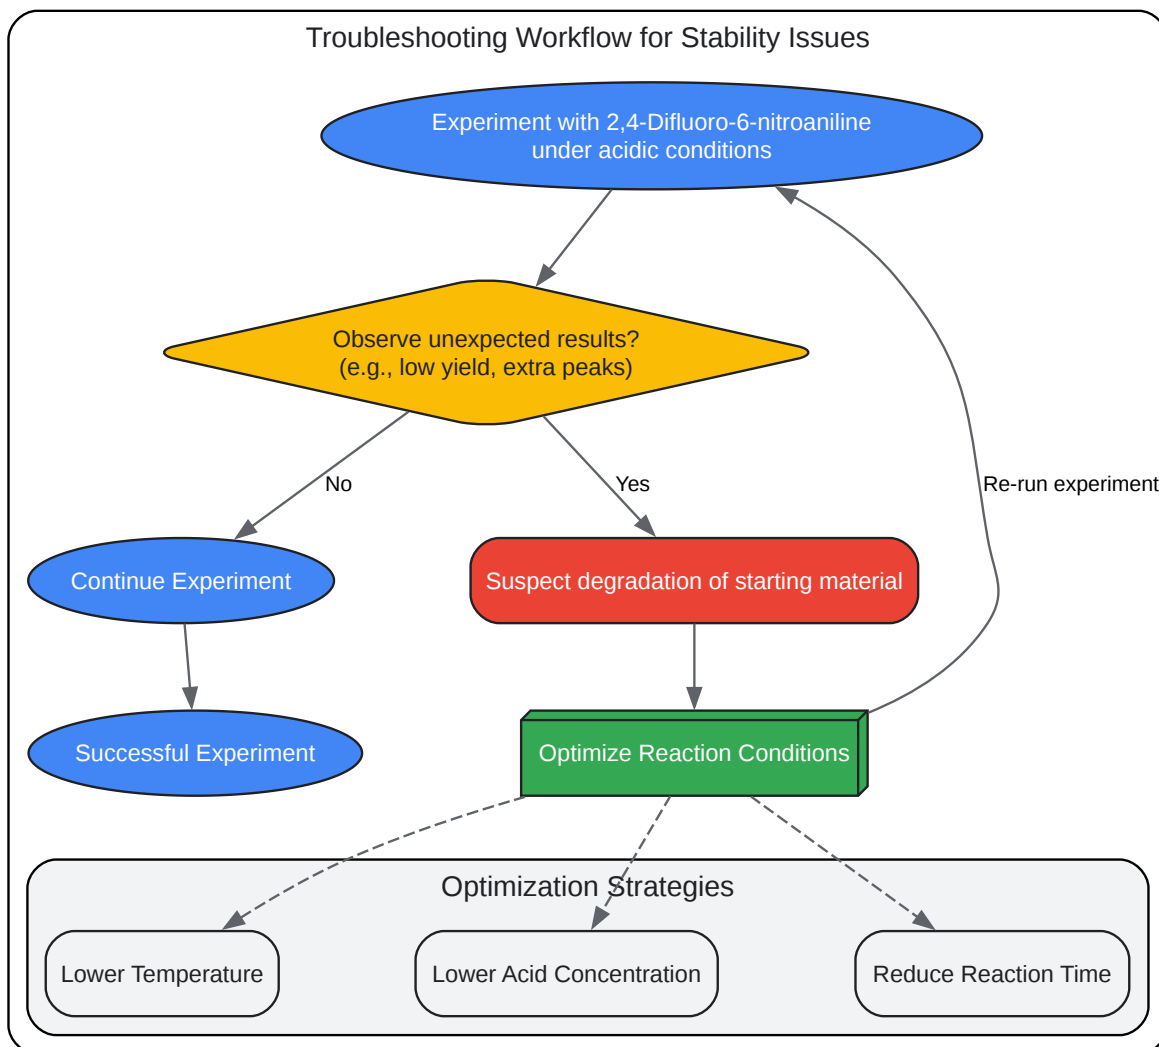 Troubleshooting Workflow for Stability Issues
Experiment with 2,4-Difluoro-6-nitroaniline
under acidic conditions
Observe unexpected results?
(e.g., low yield, extra peaks)
No
Yes
Re-run experiment
Continue Experiment
Suspect degradation of starting material
Successful Experiment
Optimize Reaction Conditions
Optimization Strategies
Lower Temperature
Lower Acid Concentration
Reduce Reaction Time